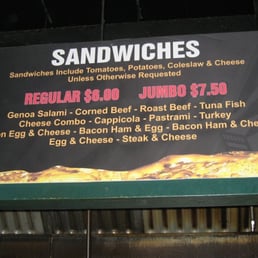 SANDWICHES
Sandwiches Include Tomatoes, Potatoes, Coleslaw & Cheese
Unless Otherwise Requested
REGULAR $6.00 JUMBO $7.50
Genoa Salami - Corned Beef - Roast Beef - Tuna Fish
Cheese Combo - Cappicola - Pastrami - Turkey
on Egg & Cheese - Bacon Ham & Egg - Bacon Ham & Che
Egg & Cheese - Steak & Cheese